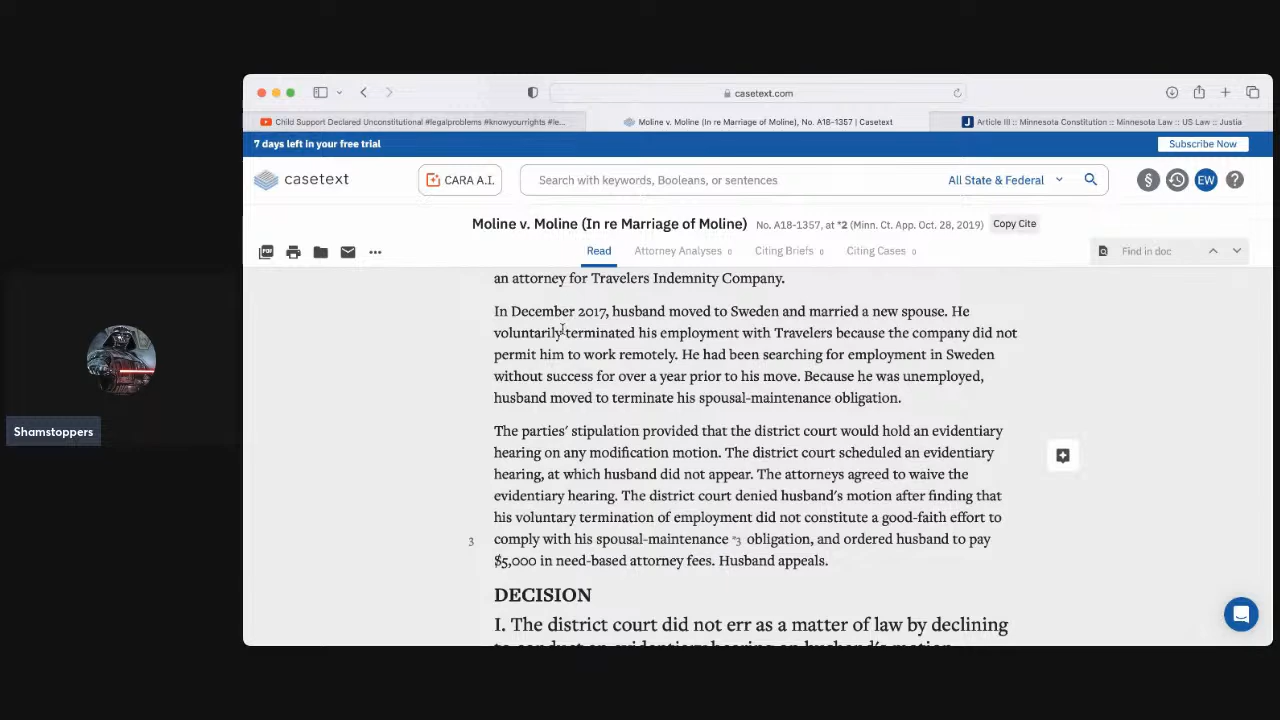 casetext.com
Child Support Declared Unconstitutional #legalproblems #knowyourrights #le...
Moline v. Moline (In re Marriage of Moline), No. A18-1357 | Casetext
Article III :: Minnesota Constitution :: Minnesota Law :: US Law :: Justia
7 days left in your free trial
Subscribe Now
casetext
CARA A.I.
Search with keywords, Booleans, or sentences
All State & Federal
§
EW
?
Moline v. Moline (In re Marriage of Moline) No. A18-1357, at *2 (Minn. Ct. App. Oct. 28, 2019) Copy Cite
PDF
Read
Attorney Analyses 0
Citing Briefs 0
Citing Cases 0
Find in doc
an attorney for Travelers Indemnity Company.
In December 2017, husband moved to Sweden and married a new spouse. He
voluntarily terminated his employment with Travelers because the company did not
permit him to work remotely. He had been searching for employment in Sweden
without success for over a year prior to his move. Because he was unemployed,
husband moved to terminate his spousal-maintenance obligation.
The parties' stipulation provided that the district court would hold an evidentiary
hearing on any modification motion. The district court scheduled an evidentiary
hearing, at which husband did not appear. The attorneys agreed to waive the
evidentiary hearing. The district court denied husband's motion after finding that
his voluntary termination of employment did not constitute a good-faith effort to
3 comply with his spousal-maintenance *3 obligation, and ordered husband to pay
$5,000 in need-based attorney fees. Husband appeals.
DECISION
I. The district court did not err as a matter of law by declining
to conduct an evidentiary hearing on husband's motion
Shamstoppers